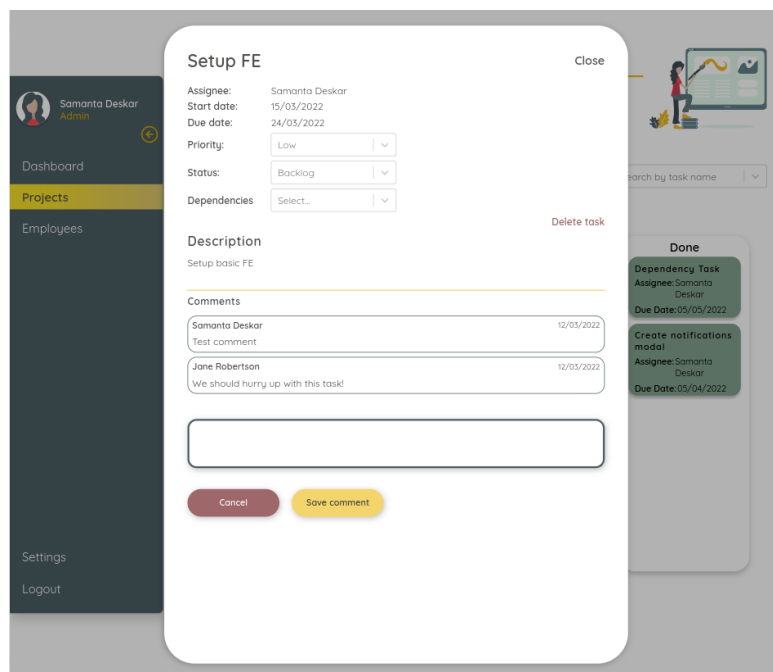 Samanta Deskar
Admin
Dashboard
Projects
Employees
Settings
Logout
Setup FE
Close
Assignee: Samanta Deskar
Start date: 15/03/2022
Due date: 24/03/2022
Priority: Low
Status: Backlog
Dependencies Select...
Delete task
Description
Setup basic FE
Comments
Samanta Deskar 12/03/2022
Test comment
Jane Robertson 12/03/2022
We should hurry up with this task!
Cancel Save comment
earch by task name
Done
Dependency Task
Assignee: Samanta
Deskar
Due Date: 05/05/2022
Create notifications
modal
Assignee: Samanta
Deskar
Due Date: 05/04/2022